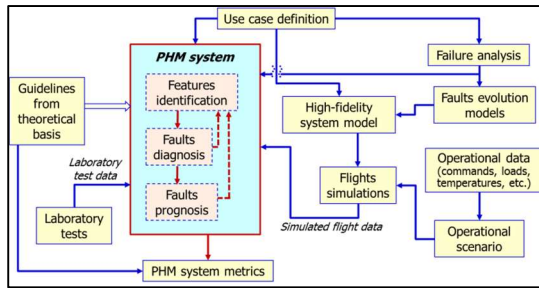 Use case definition
PHM system
Failure analysis
Guidelines
from
theoretical
basis
Features
identification
High-fidelity
system model
Faults evolution
models
Faults
diagnosis
Laboratory
test data
Operational data
(commands, loads,
temperatures, etc.)
Faults
prognosis
Flights
simulations
Laboratory
tests
Simulated flight data
Operational
scenario
PHM system metrics